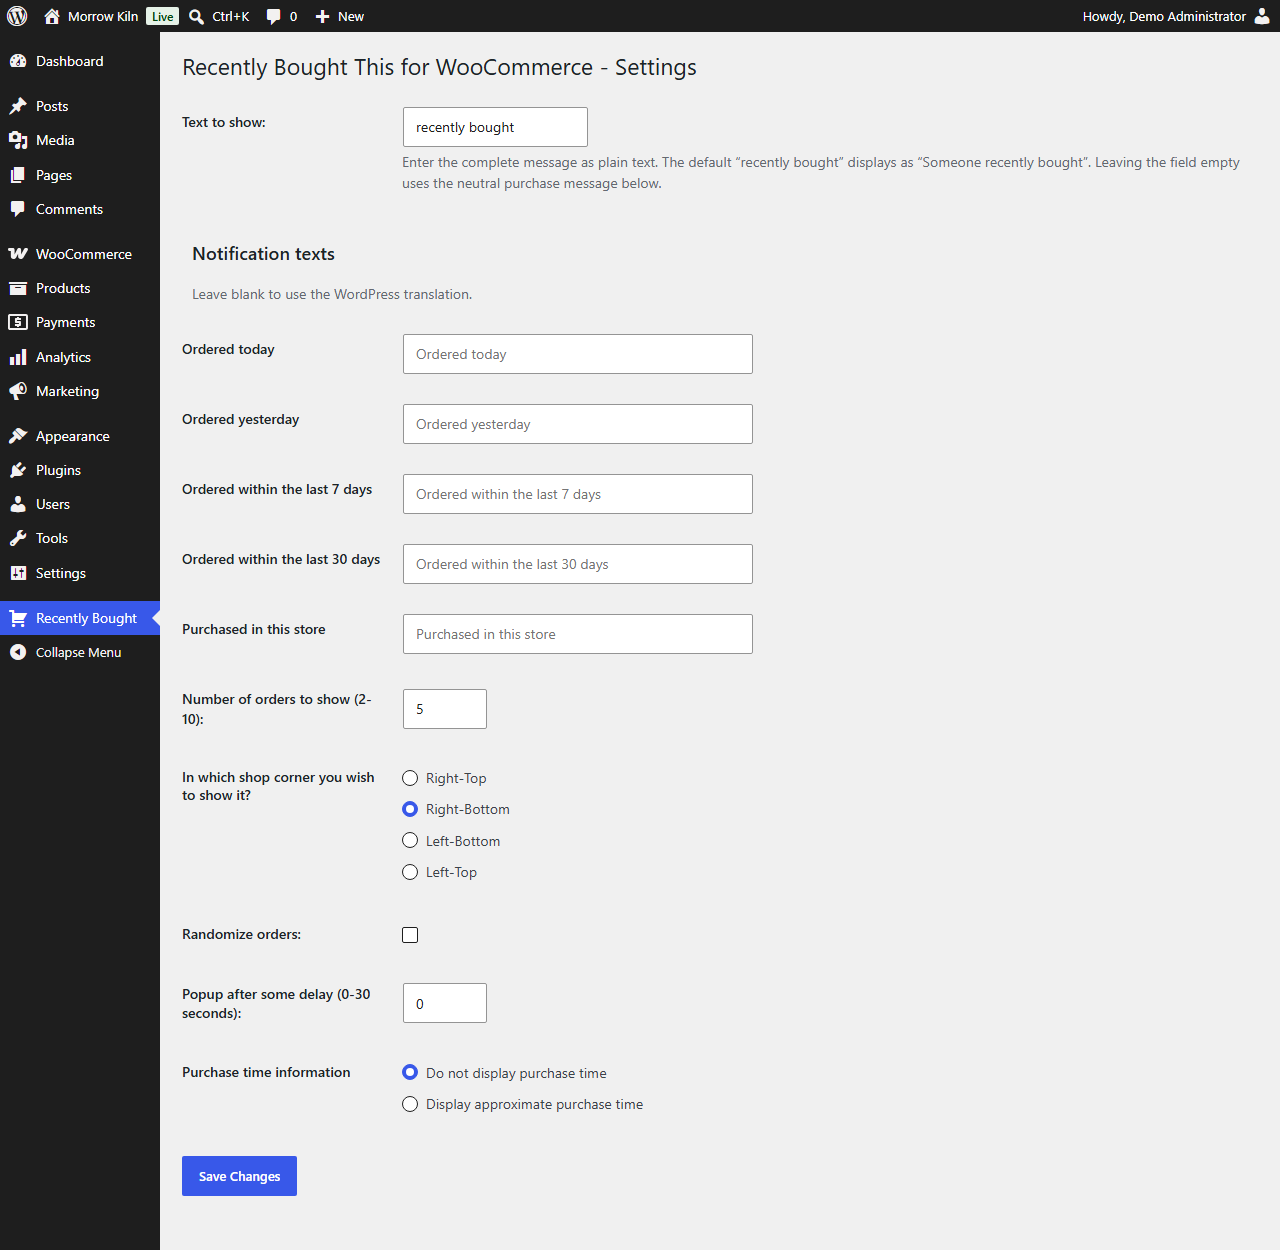 Morrow Kiln Live Ctrl+K 0 New Howdy, Demo Administrator
Dashboard
Posts
Media
Pages
Comments
WooCommerce
Products
Payments
Analytics
Marketing
Appearance
Plugins
Users
Tools
Settings
Recently Bought
Collapse Menu
Recently Bought This for WooCommerce - Settings
Text to show:
recently bought
Enter the complete message as plain text. The default “recently bought” displays as “Someone recently bought”. Leaving the field empty
uses the neutral purchase message below.
Notification texts
Leave blank to use the WordPress translation.
Ordered today
Ordered today
Ordered yesterday
Ordered yesterday
Ordered within the last 7 days
Ordered within the last 7 days
Ordered within the last 30 days
Ordered within the last 30 days
Purchased in this store
Purchased in this store
Number of orders to show (2-
10):
5
In which shop corner you wish
to show it?
Right-Top
Right-Bottom
Left-Bottom
Left-Top
Randomize orders:
Popup after some delay (0-30
seconds):
0
Purchase time information
Do not display purchase time
Display approximate purchase time
Save Changes